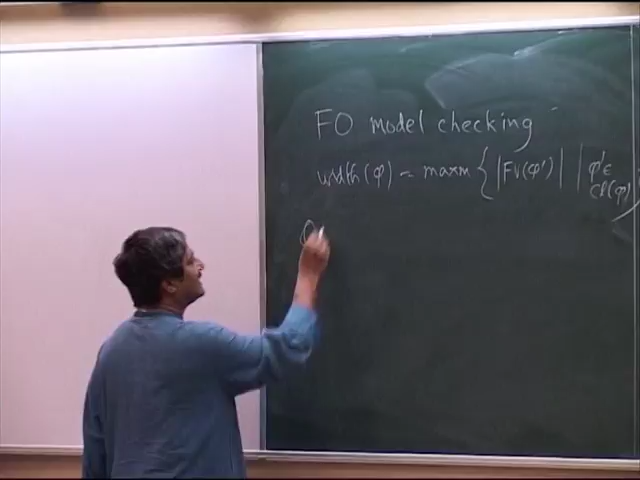 FO model checking
width(φ) = maxm { |FV(φ')| | φ' ∈
cl(φ) }
O